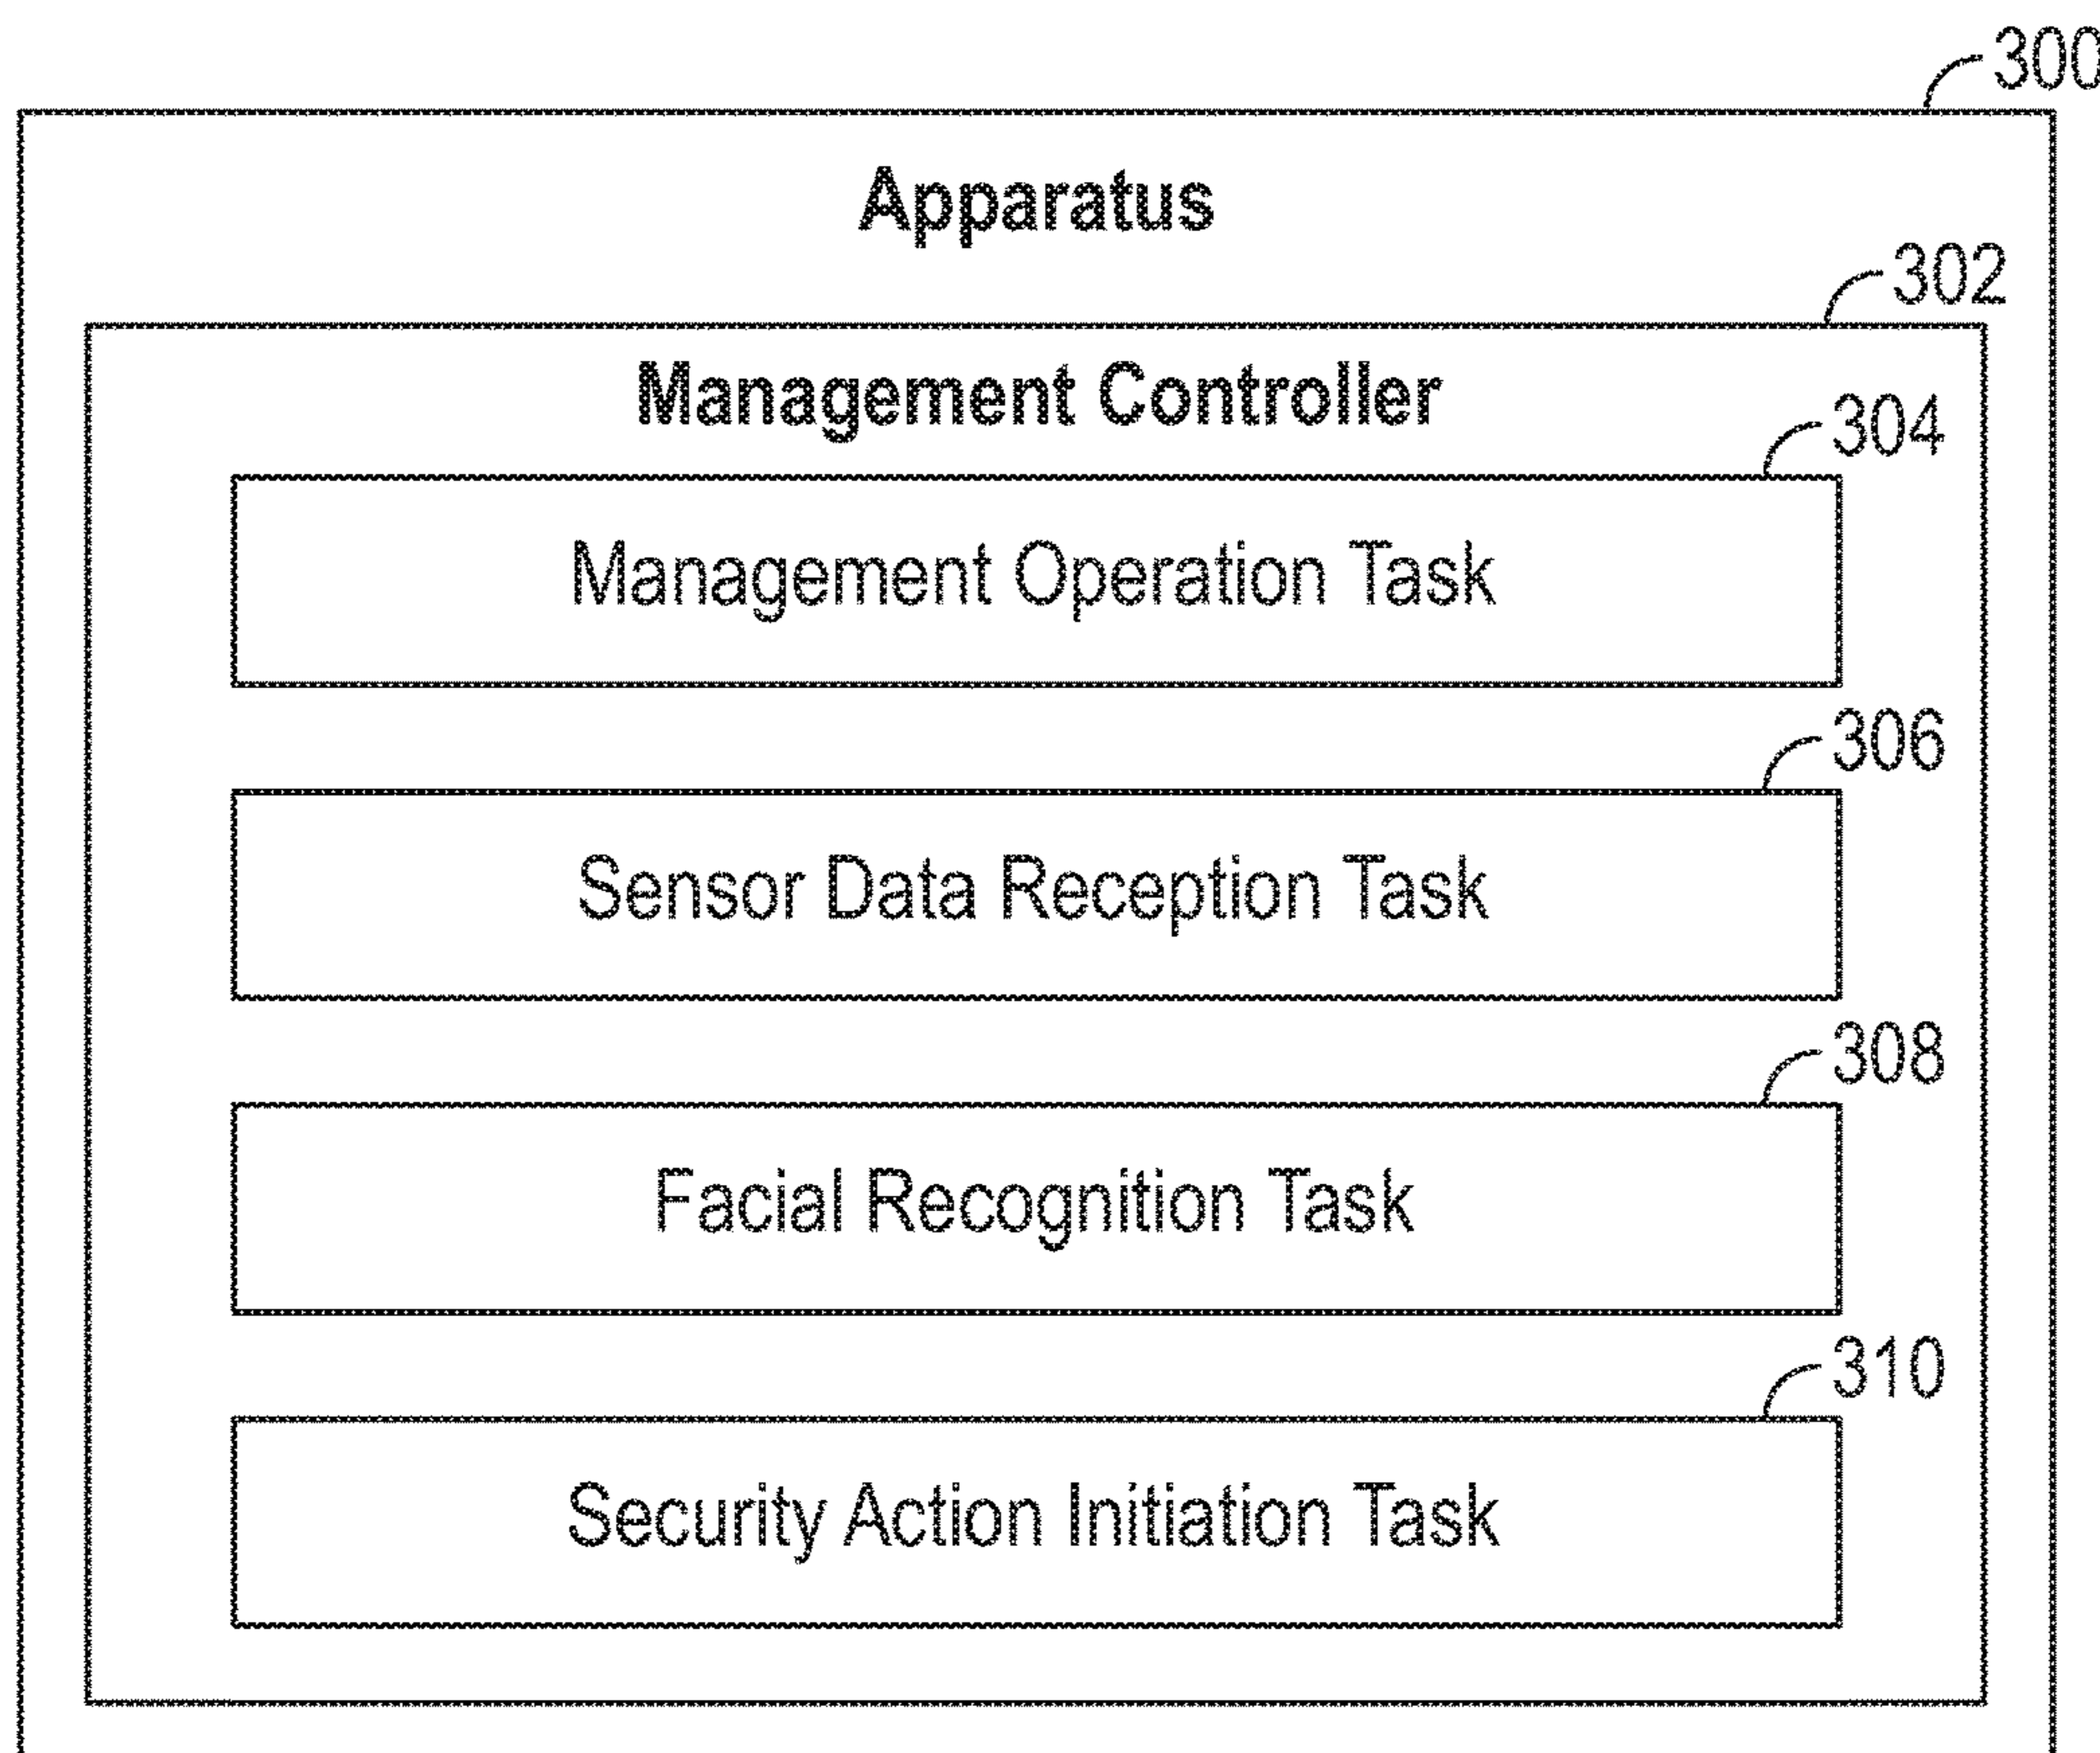 300
Apparatus
302
Management Controller
304
Management Operation Task
306
Sensor Data Reception Task
308
Facial Recognition Task
310
Security Action Initiation Task